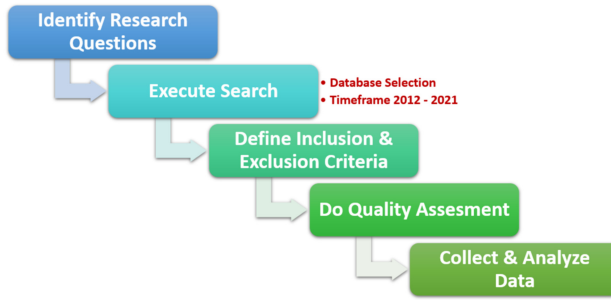 Identify Research
Questions
Execute Search
• Database Selection
• Timeframe 2012 - 2021
Define Inclusion &
Exclusion Criteria
Do Quality Assesment
Collect & Analyze
Data